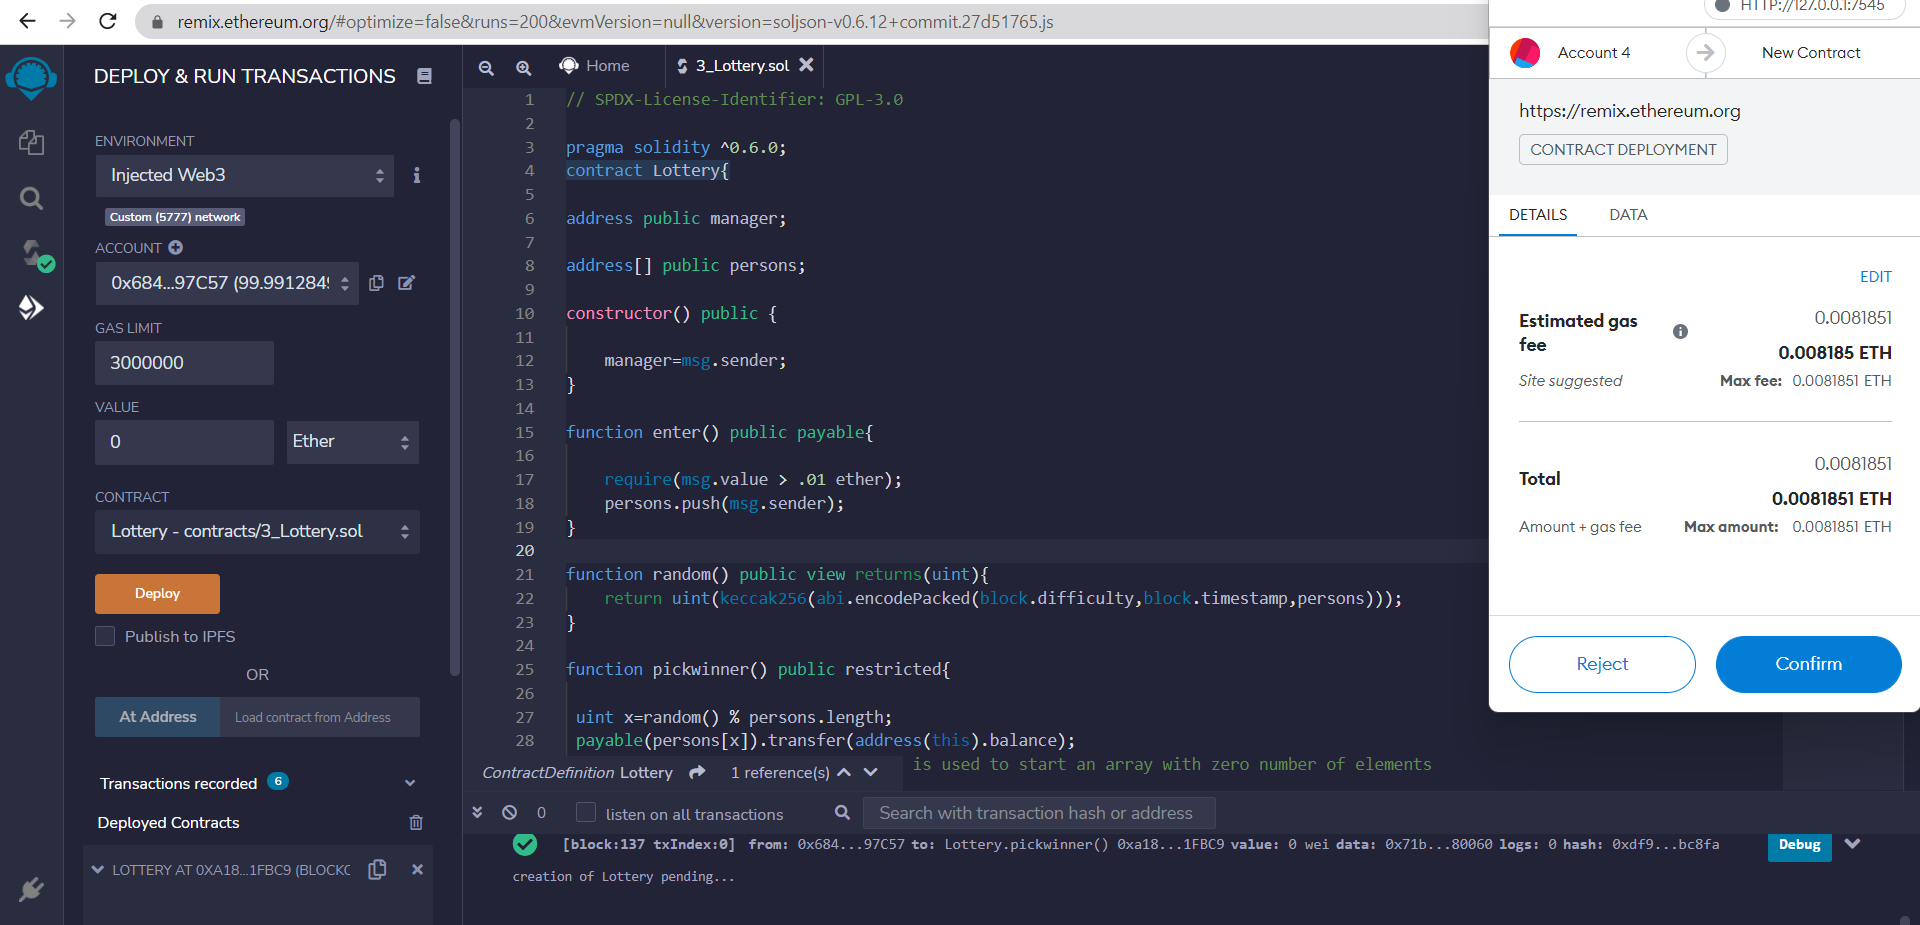 remix.ethereum.org/#optimize=false&runs=200&evmVersion=null&version=soljson-v0.6.12+commit.27d51765.js
DEPLOY & RUN TRANSACTIONS
ENVIRONMENT
Injected Web3
Custom (5777) network
ACCOUNT
0x684...97C57 (99.9912849
GAS LIMIT
3000000
VALUE
0
Ether
CONTRACT
Lottery - contracts/3_Lottery.sol
Deploy
Publish to IPFS
OR
At Address
Load contract from Address
Transactions recorded 6
Deployed Contracts
LOTTERY AT 0XA18...1FBC9 (BLOCKC
Home
3_Lottery.sol
1 // SPDX-License-Identifier: GPL-3.0
2
3 pragma solidity ^0.6.0;
4 contract Lottery{
5
6 address public manager;
7
8 address[] public persons;
9
10 constructor() public {
11
12 manager=msg.sender;
13 }
14
15 function enter() public payable{
16
17 require(msg.value > .01 ether);
18 persons.push(msg.sender);
19 }
20
21 function random() public view returns(uint){
22 return uint(keccak256(abi.encodePacked(block.difficulty,block.timestamp,persons)));
23 }
24
25 function pickwinner() public restricted{
26
27 uint x=random() % persons.length;
28 payable(persons[x]).transfer(address(this).balance);
is used to start an array with zero number of elements
ContractDefinition Lottery 1 reference(s)
0
listen on all transactions
Search with transaction hash or address
[block:137 txIndex:0] from: 0x684...97C57 to: Lottery.pickwinner() 0xa18...1FBC9 value: 0 wei data: 0x71b...80060 logs: 0 hash: 0xdf9...bc8fa
Debug
creation of Lottery pending...
HTTP://127.0.0.1:7545
Account 4
New Contract
https://remix.ethereum.org
CONTRACT DEPLOYMENT
DETAILS
DATA
EDIT
Estimated gas fee
0.0081851
0.008185 ETH
Site suggested
Max fee: 0.0081851 ETH
0.0081851
Total
0.0081851 ETH
Amount + gas fee
Max amount: 0.0081851 ETH
Reject
Confirm